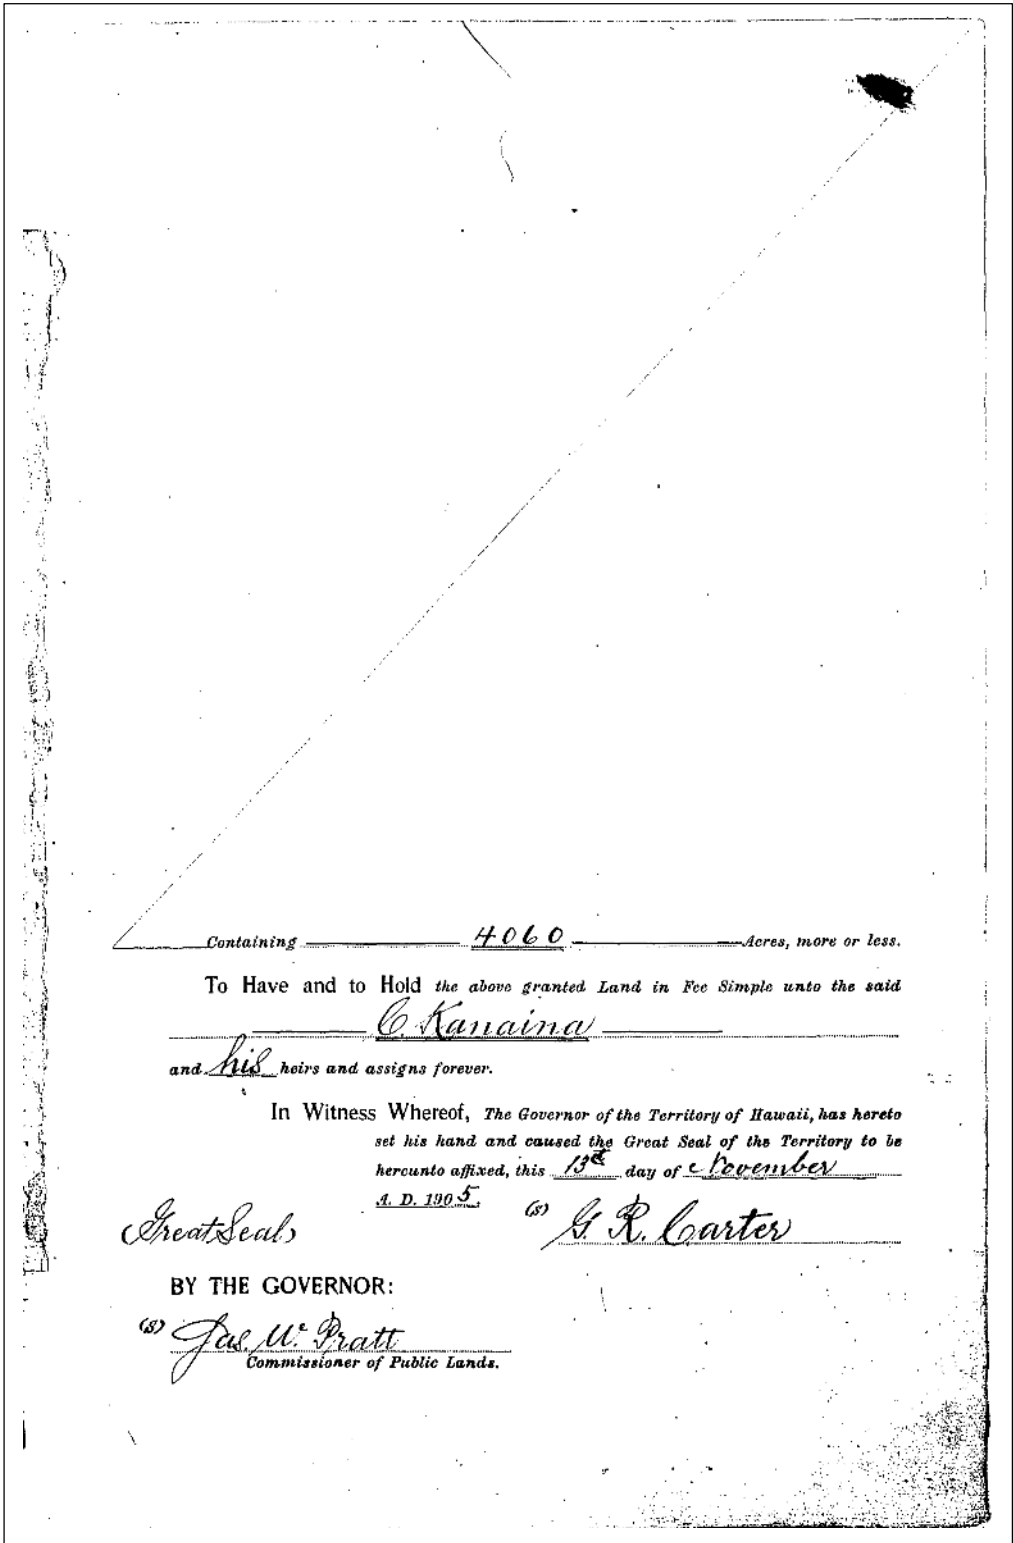 Containing 4060 Acres, more or less.
To Have and to Hold the above granted Land in Fee Simple unto the said
C. Kanaina
and his heirs and assigns forever.
In Witness Whereof, The Governor of the Territory of Hawaii, has hereto
set his hand and caused the Great Seal of the Territory to be
hereunto affixed, this 13th day of November
A. D. 1905.
Great Seal
(s) G. R. Carter
BY THE GOVERNOR:
(s) Jas. W. Pratt
Commissioner of Public Lands.